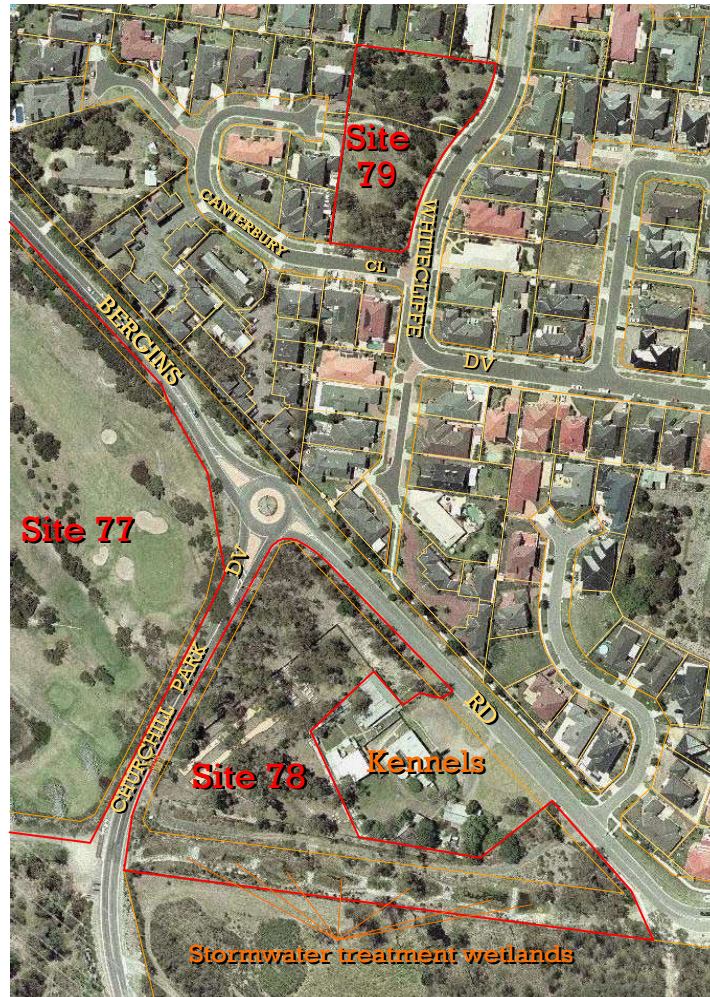 Site
79
CANTERBURY
CL
WHITECLIFFE
DV
BERGINS
Site 77
DV
CHURCHILL PARK
RD
Kennels
Site 78
Stormwater treatment wetlands